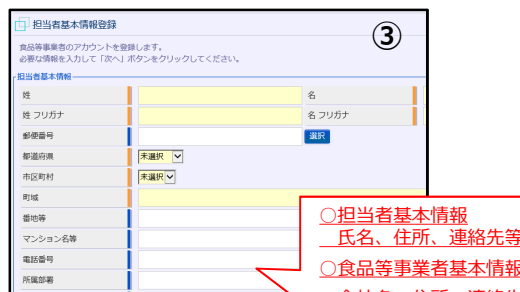 担当者基本情報登録
③
食品等事業者のアカウントを登録します。
必要な情報を入力して「次へ」ボタンをクリックしてください。
担当者基本情報
姓 名
姓 フリガナ 名 フリガナ
郵便番号 選択
都道府県 未選択
市区町村 未選択
町域
番地等
マンション名等
電話番号
所属部署
○担当者基本情報
氏名、住所、連絡先等
○食品等事業者基本情報